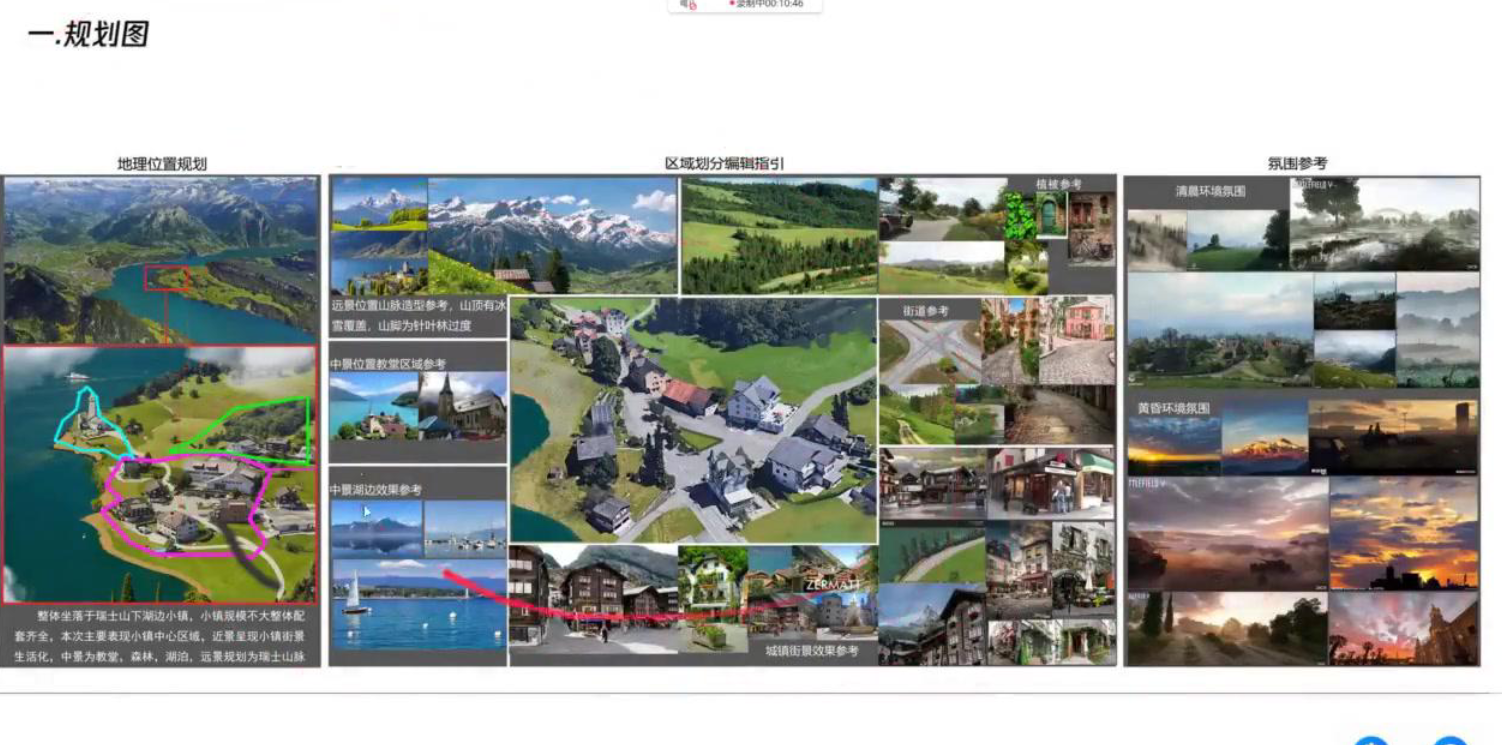 录制中00:10:46
一.规划图
地理位置规划
区域划分编辑指引
氛围参考
植被参考
清晨环境氛围
远景位置山脉造型参考，山顶有冰
雪覆盖，山脚为针叶林过度
街道参考
中景位置教堂区域参考
黄昏环境氛围
中景湖边效果参考
ZERMATT
整体坐落于瑞士山下湖边小镇，小镇规模不大整体配
套齐全，本次主要表现小镇中心区域，近景呈现小镇街景
生活化，中景为教堂，森林，湖泊，远景规划为瑞士山脉
城镇街景效果参考